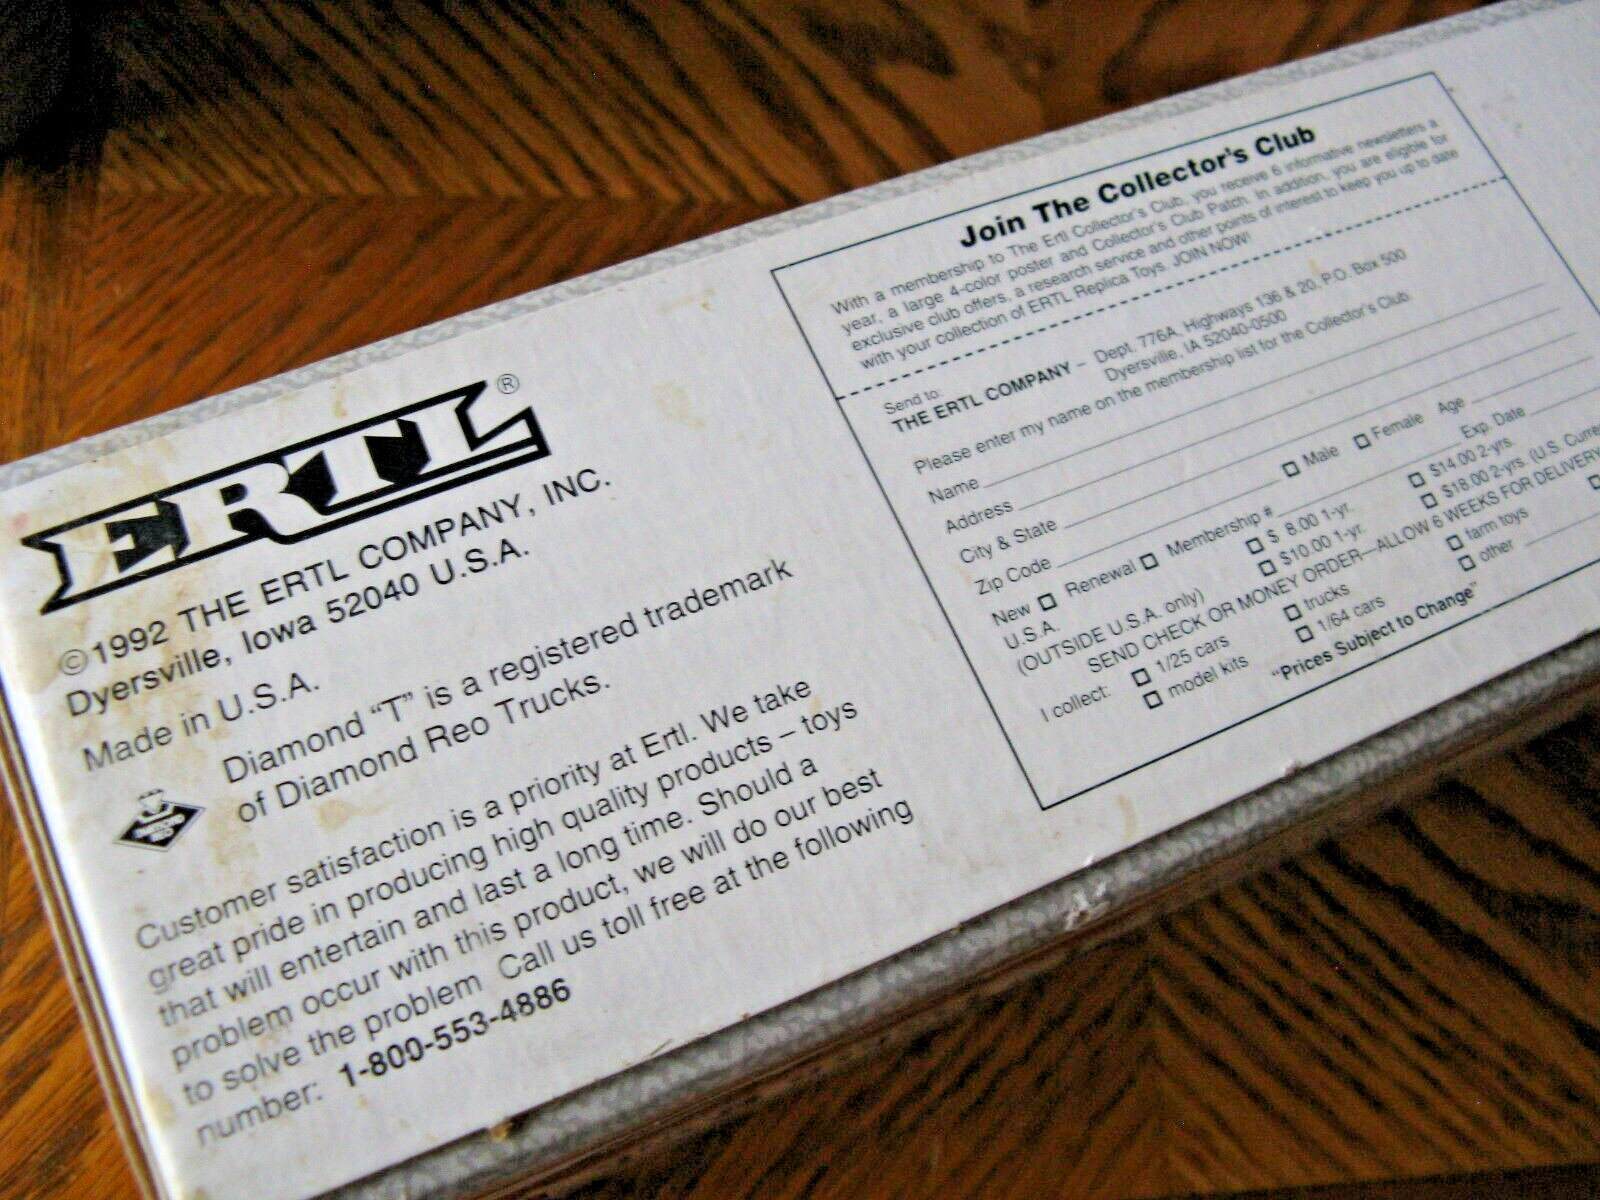 ERTL®
©1992 THE ERTL COMPANY, INC.
Dyersville, Iowa 52040 U.S.A.
Made in U.S.A.
Diamond “T” is a registered trademark
of Diamond Reo Trucks.
Customer satisfaction is a priority at Ertl. We take
great pride in producing high quality products – toys
that will entertain and last a long time. Should a
problem occur with this product, we will do our best
to solve the problem Call us toll free at the following
number: 1-800-553-4886
Join The Collector's Club
With a membership to The Ertl Collector's Club, you receive 6 informative newsletters a
year, a large 4-color poster and Collector's Club Patch. In addition, you are eligible for
exclusive club offers, a research service and other points of interest to keep you up to date
with your collection of ERTL Replica Toys. JOIN NOW!
Send to:
THE ERTL COMPANY – Dept. 776A, Highways 136 & 20, P.O. Box 500
Dyersville, IA 52040-0500
Please enter my name on the membership list for the Collector's Club.
Name
Address
City & State
Zip Code □ Male □ Female Age
New □ Renewal □ Membership # Exp. Date
U.S.A. □ $ 8.00 1-yr. □ $14.00 2-yrs.
(OUTSIDE U.S.A. only) □ $10.00 1-yr. □ $18.00 2-yrs. (U.S.
SEND CHECK OR MONEY ORDER—ALLOW 6 WEEKS FOR DELIVERY
I collect: □ 1/25 cars □ trucks □ farm toys □
□ model kits □ 1/64 cars □ other
"Prices Subject to Change"